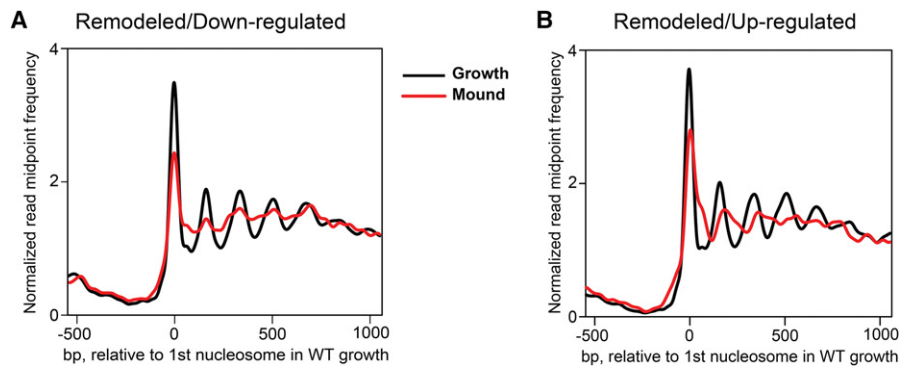 A
Remodeled/Down-regulated
Normalized read midpoint frequency
4
2
0
-500
0
500
1000
bp, relative to 1st nucleosome in WT growth
Growth
Mound
B
Remodeled/Up-regulated
Normalized read midpoint frequency
4
2
0
-500
0
500
1000
bp, relative to 1st nucleosome in WT growth